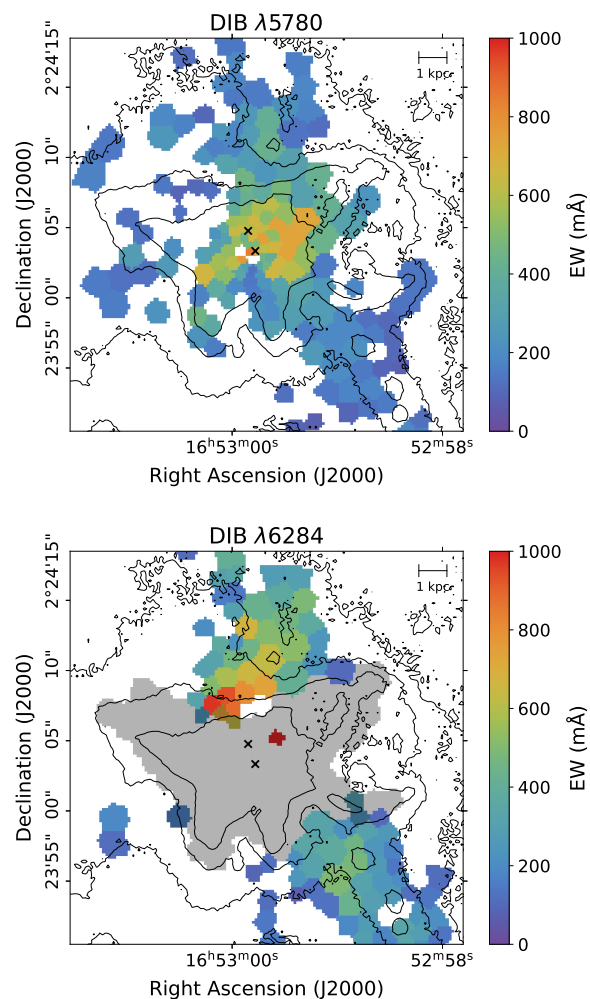 DIB λ5780
2°24'15"
10"
05"
00"
23'55"
Declination (J2000)
1 kpc
16ʰ53ᵐ00ˢ
52ᵐ58ˢ
Right Ascension (J2000)
1000
800
600
400
200
0
EW (mÅ)
DIB λ6284
2°24'15"
10"
05"
00"
23'55"
Declination (J2000)
1 kpc
16ʰ53ᵐ00ˢ
52ᵐ58ˢ
Right Ascension (J2000)
1000
800
600
400
200
0
EW (mÅ)